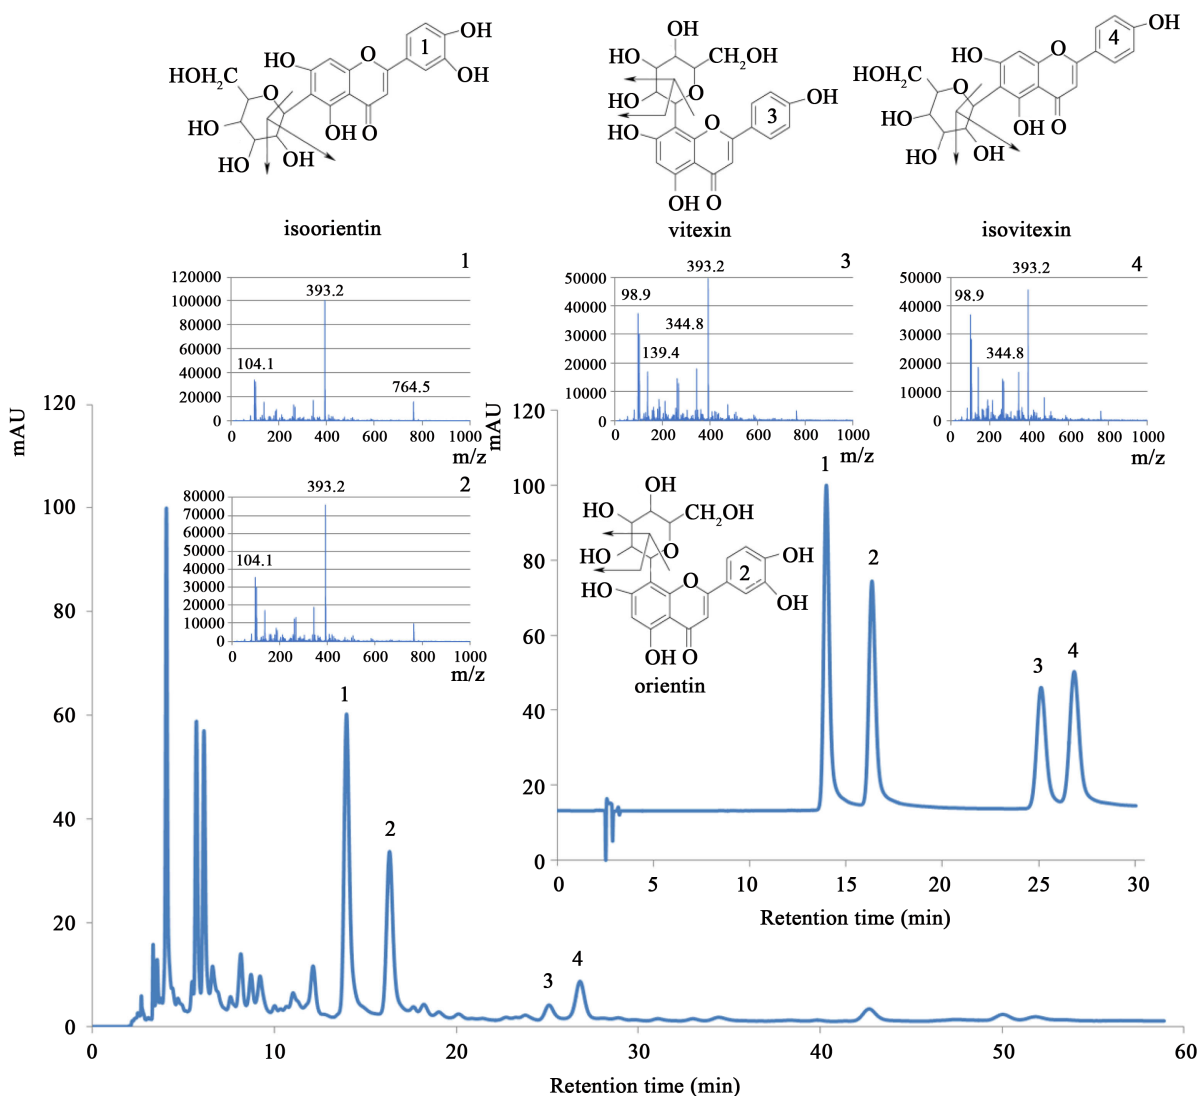 OH
1
O
HO
OH
HOH₂C
O
HO
OH O
HO
OH
isoorientin
OH
HO
CH₂OH
HO
O
OH
3
HO
O
OH O
vitexin
OH
4
HO
O
HOH₂C
O
HO
OH O
HO
OH
isovitexin
1
120000
100000
80000
60000
40000
20000
0
393.2
104.1
764.5
0 200 400 600 800 1000
m/z
3
50000
40000
30000
20000
10000
0
393.2
98.9
344.8
139.4
0 200 400 600 800 1000
m/z
4
50000
40000
30000
20000
10000
0
393.2
98.9
344.8
0 200 400 600 800 1000
m/z
2
80000
70000
60000
50000
40000
30000
20000
10000
0
393.2
104.1
0 200 400 600 800 1000
m/z
mAU
120
100
80
60
40
20
0
1
2
3
4
0 10 20 30 40 50 60
Retention time (min)
mAU
120
100
80
60
40
20
0
1
2
3
4
OH
HO
CH₂OH
HO
O
OH
2
HO
O
OH
OH O
orientin
0 5 10 15 20 25 30
Retention time (min)